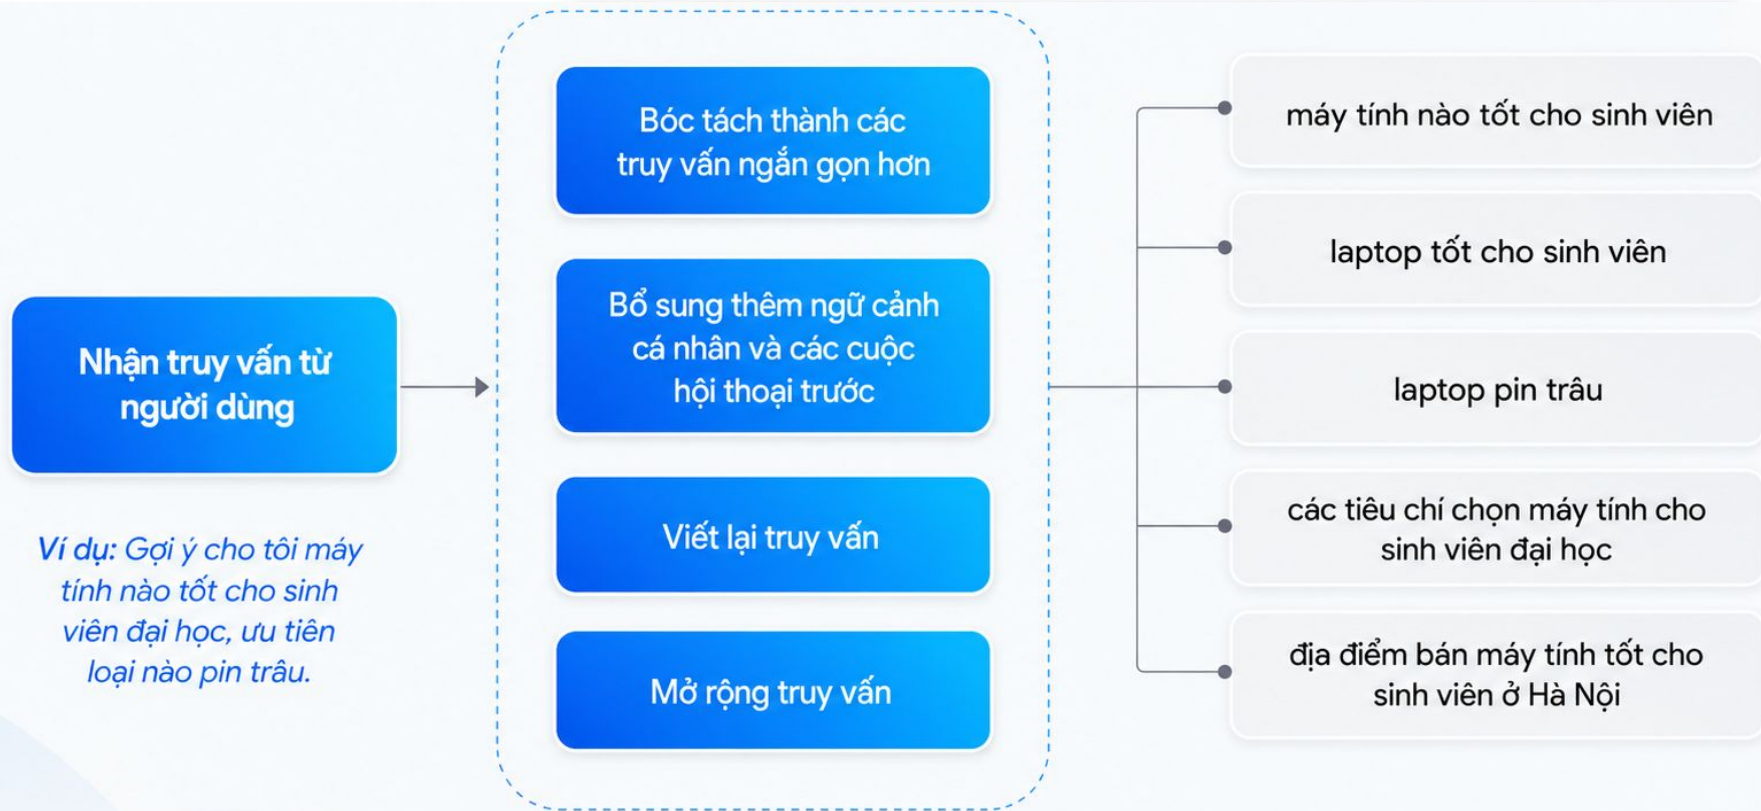 Nhận truy vấn từ
người dùng
Ví dụ: Gợi ý cho tôi máy
tính nào tốt cho sinh
viên đại học, ưu tiên
loại nào pin trâu.
Bóc tách thành các
truy vấn ngắn gọn hơn
Bổ sung thêm ngữ cảnh
cá nhân và các cuộc
hội thoại trước
Viết lại truy vấn
Mở rộng truy vấn
máy tính nào tốt cho sinh viên
laptop tốt cho sinh viên
laptop pin trâu
các tiêu chí chọn máy tính cho
sinh viên đại học
địa điểm bán máy tính tốt cho
sinh viên ở Hà Nội